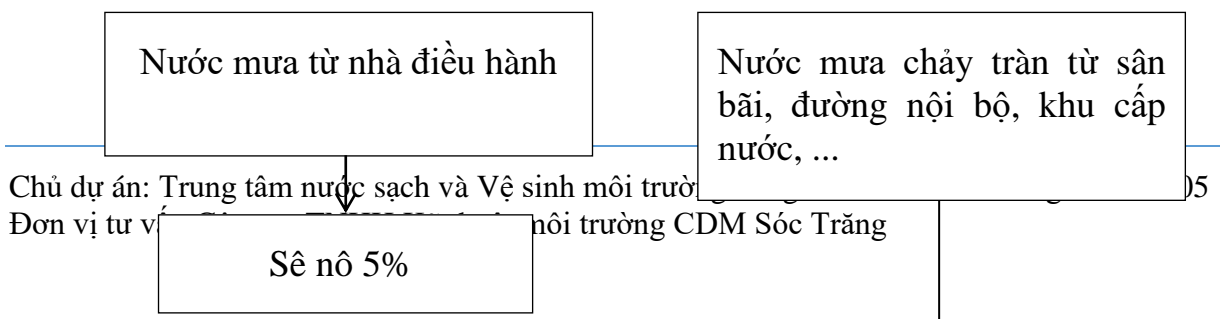 Nước mưa từ nhà điều hành
Nước mưa chảy tràn từ sân
bãi, đường nội bộ, khu cấp
nước, ...
Chủ dự án: Trung tâm nước sạch và Vệ sinh môi trườn 05
Đơn vị tư môi trường CDM Sóc Trăng
Sê nô 5%